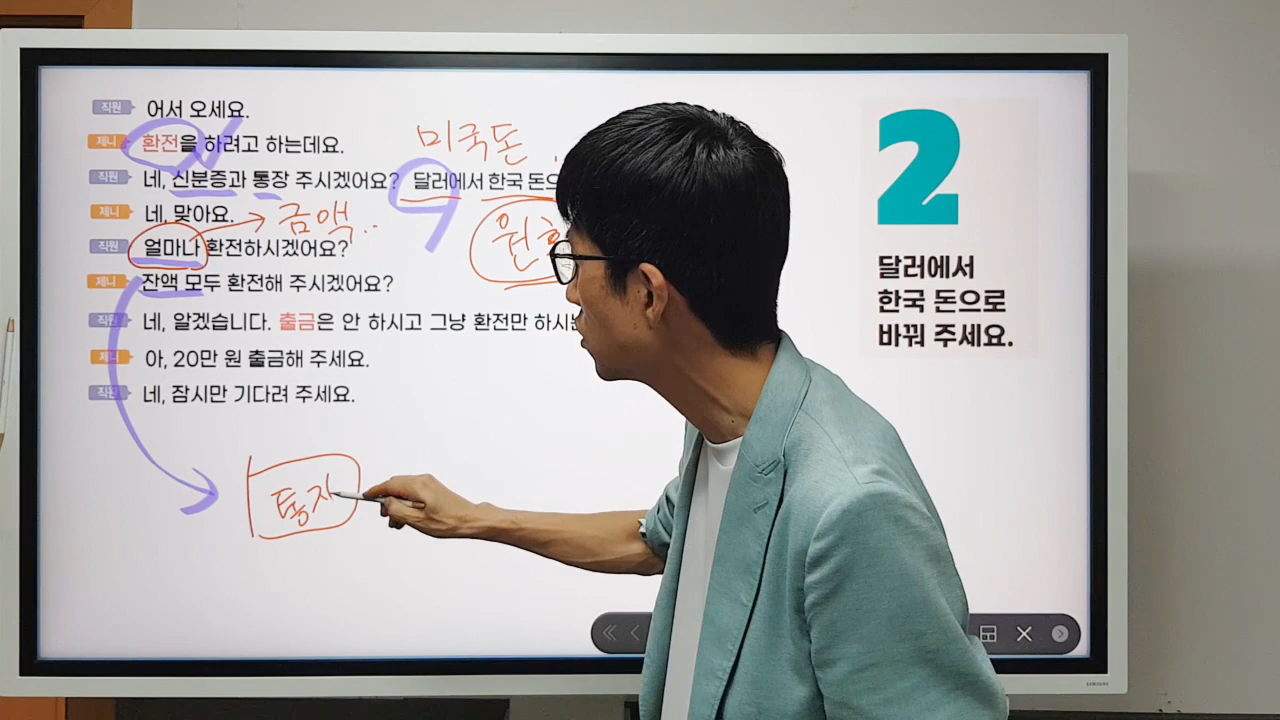 직원 어서 오세요.
제니 환전을 하려고 하는데요.
미국돈
직원 네, 신분증과 통장 주시겠어요? 달러에서 한국 돈으
제니 네, 맞아요.
금액..
직원 얼마나 환전하시겠어요?
원화
제니 잔액 모두 환전해 주시겠어요?
직원 네, 알겠습니다. 출금은 안 하시고 그냥 환전만 하시
제니 아, 20만 원 출금해 주세요.
직원 네, 잠시만 기다려 주세요.
2
달러에서
한국 돈으로
바꿔 주세요.
SAMSUNG